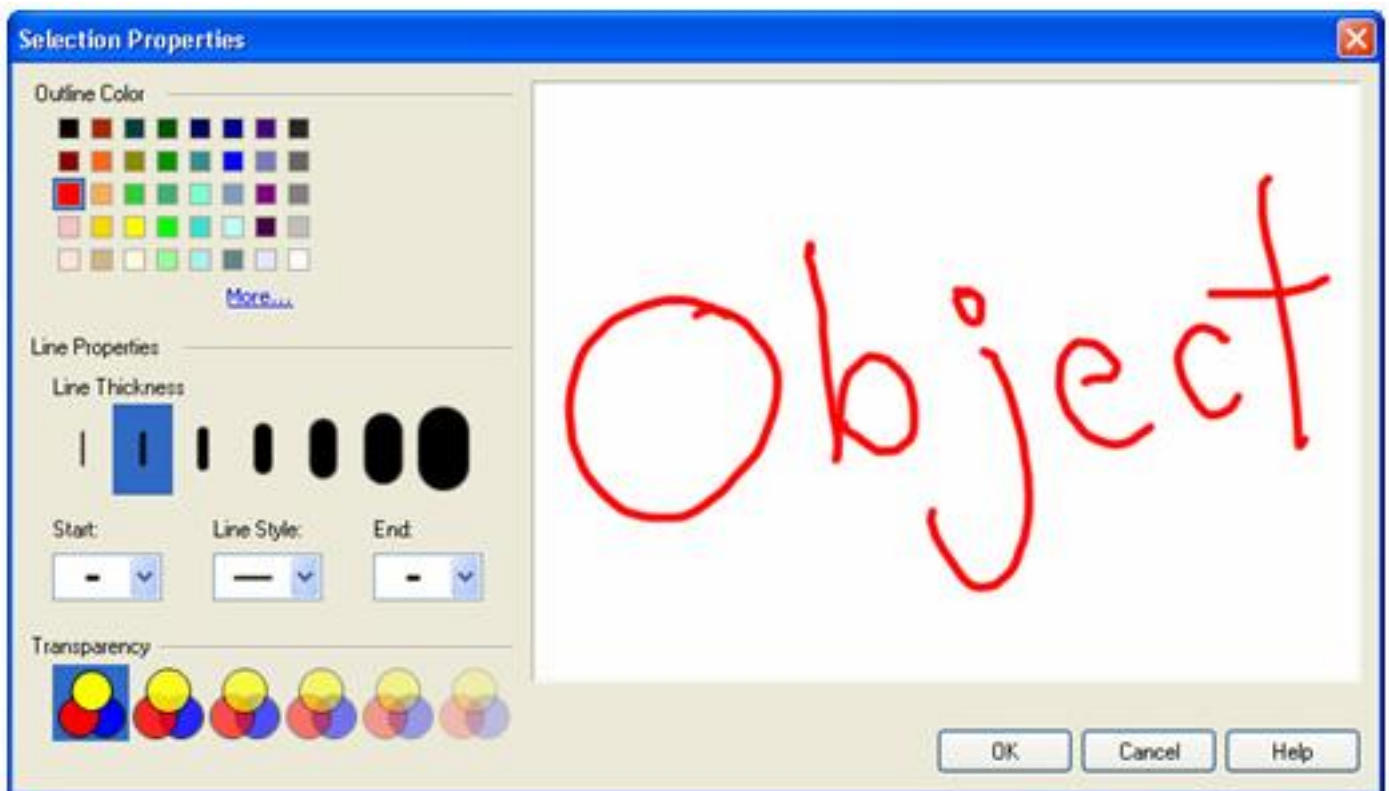 Selection Properties
Outline Color
More...
Line Properties
Line Thickness
Start: Line Style: End:
Transparency
Object
OK Cancel Help